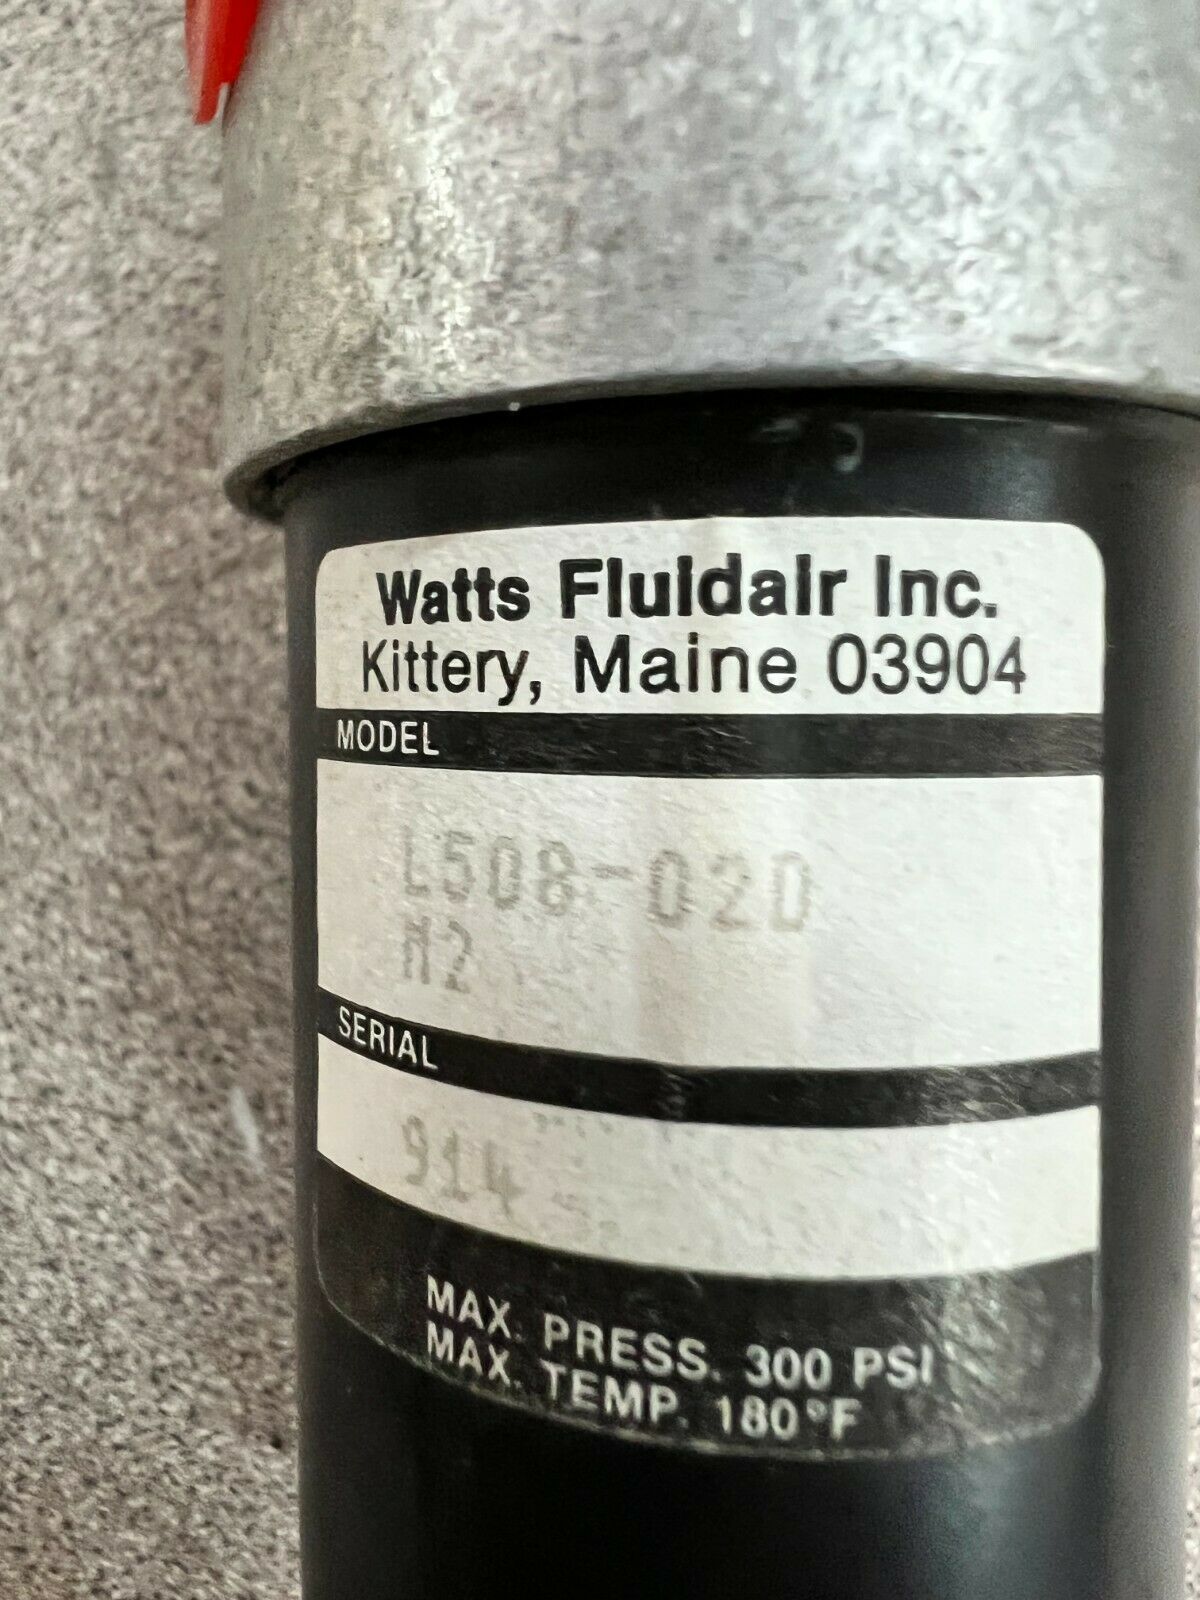 Watts Fluidair Inc.
Kittery, Maine 03904
MODEL
L508-020
M2
SERIAL
914
MAX. PRESS. 300 PSI
MAX. TEMP. 180°F